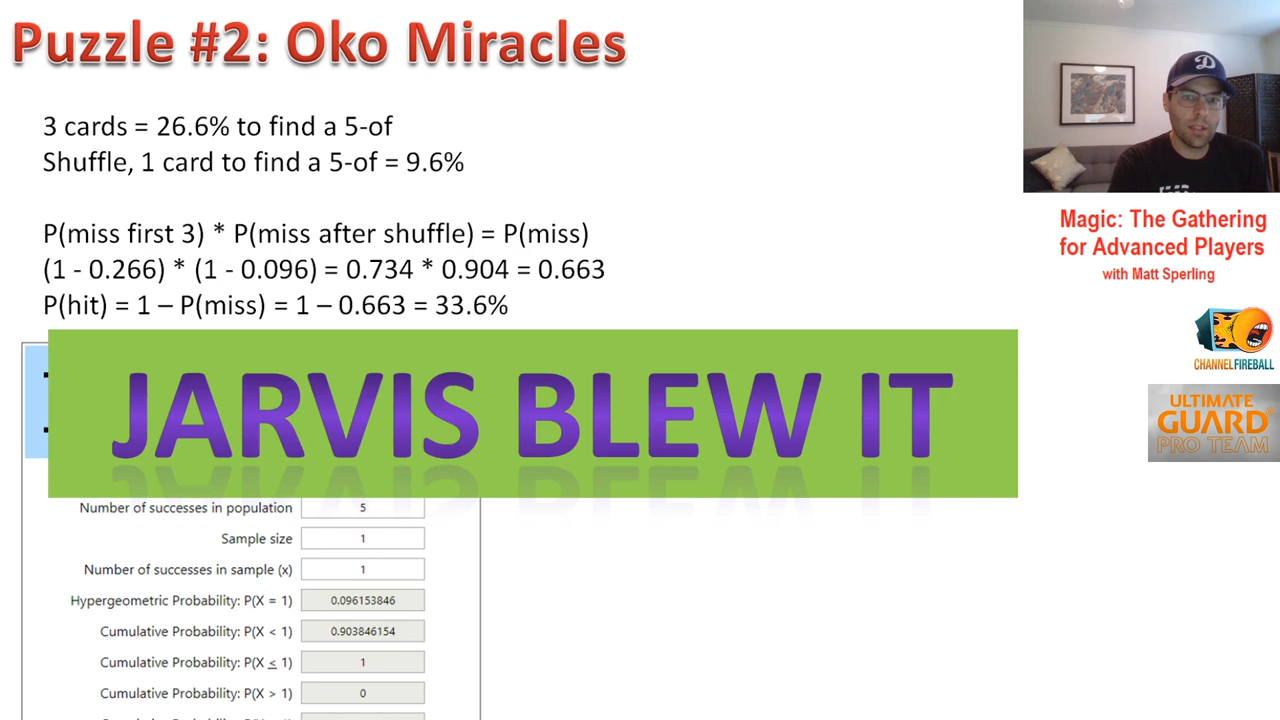 Puzzle #2: Oko Miracles
3 cards = 26.6% to find a 5-of
Shuffle, 1 card to find a 5-of = 9.6%
P(miss first 3) * P(miss after shuffle) = P(miss)
(1 - 0.266) * (1 - 0.096) = 0.734 * 0.904 = 0.663
P(hit) = 1 – P(miss) = 1 – 0.663 = 33.6%
JARVIS BLEW IT
Number of successes in population 5
Sample size 1
Number of successes in sample (x) 1
Hypergeometric Probability: P(X = 1) 0.096153846
Cumulative Probability: P(X < 1) 0.903846154
Cumulative Probability: P(X ≤ 1) 1
Cumulative Probability: P(X > 1) 0
D
Magic: The Gathering
for Advanced Players
with Matt Sperling
CHANNELFIREBALL
ULTIMATE
GUARD®
PRO TEAM